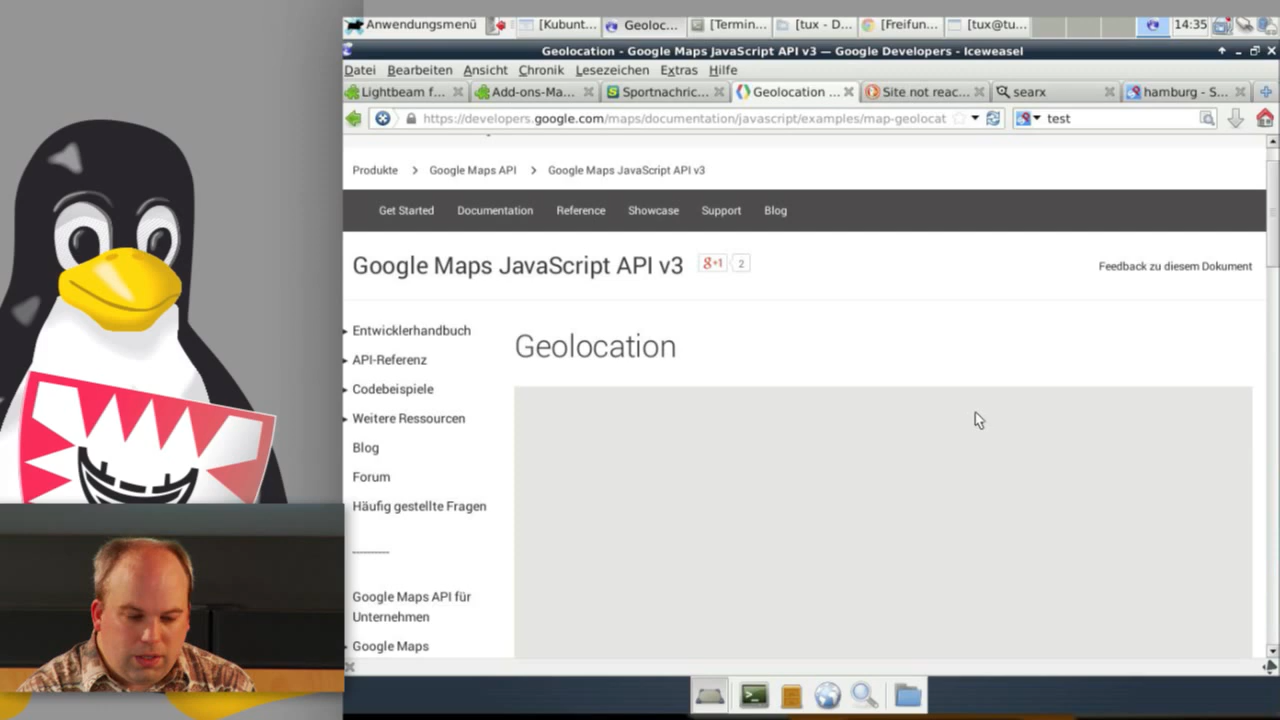 Anwendungsmenü [Kubunt... Geoloc... [Termin... [tux - D... [Freifun... [tux@tu... 14:35
Geolocation - Google Maps JavaScript API v3 — Google Developers - Iceweasel
Datei Bearbeiten Ansicht Chronik Lesezeichen Extras Hilfe
Lightbeam f... Add-ons-Ma... Sportnachric... Geolocation ... Site not reac... searx hamburg - S...
https://developers.google.com/maps/documentation/javascript/examples/map-geolocat test
Produkte > Google Maps API > Google Maps JavaScript API v3
Get Started Documentation Reference Showcase Support Blog
Google Maps JavaScript API v3 g+1 2
Feedback zu diesem Dokument
Entwicklerhandbuch
API-Referenz
Codebeispiele
Weitere Ressourcen
Blog
Forum
Häufig gestellte Fragen
----------
Google Maps API für
Unternehmen
Google Maps
Geolocation